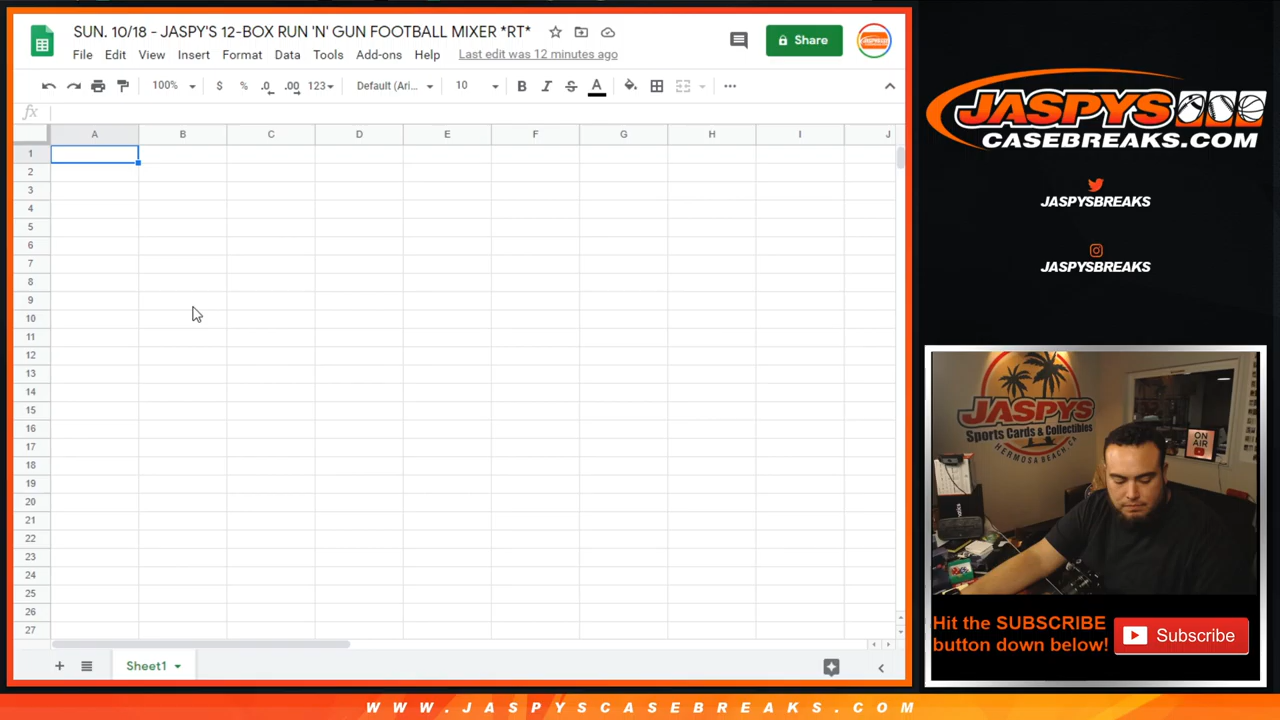 SUN. 10/18 - JASPY'S 12-BOX RUN 'N' GUN FOOTBALL MIXER *RT*
File Edit View Insert Format Data Tools Add-ons Help Last edit was 12 minutes ago
Share
100% $ % .0 .00 123 Default (Ari... 10 B I S A
fx
A B C D E F G H I J
1
2
3
4
5
6
7
8
9
10
11
12
13
14
15
16
17
18
19
20
21
22
23
24
25
26
27
Sheet1
JASPYS
CASEBREAKS.COM
JASPYSBREAKS
JASPYSBREAKS
JASPYS
Sports Cards & Collectibles
HERMOSA BEACH, CA
ON
AIR
Hit the SUBSCRIBE
button down below!
Subscribe
WWW.JASPYSCASEBREAKS.COM